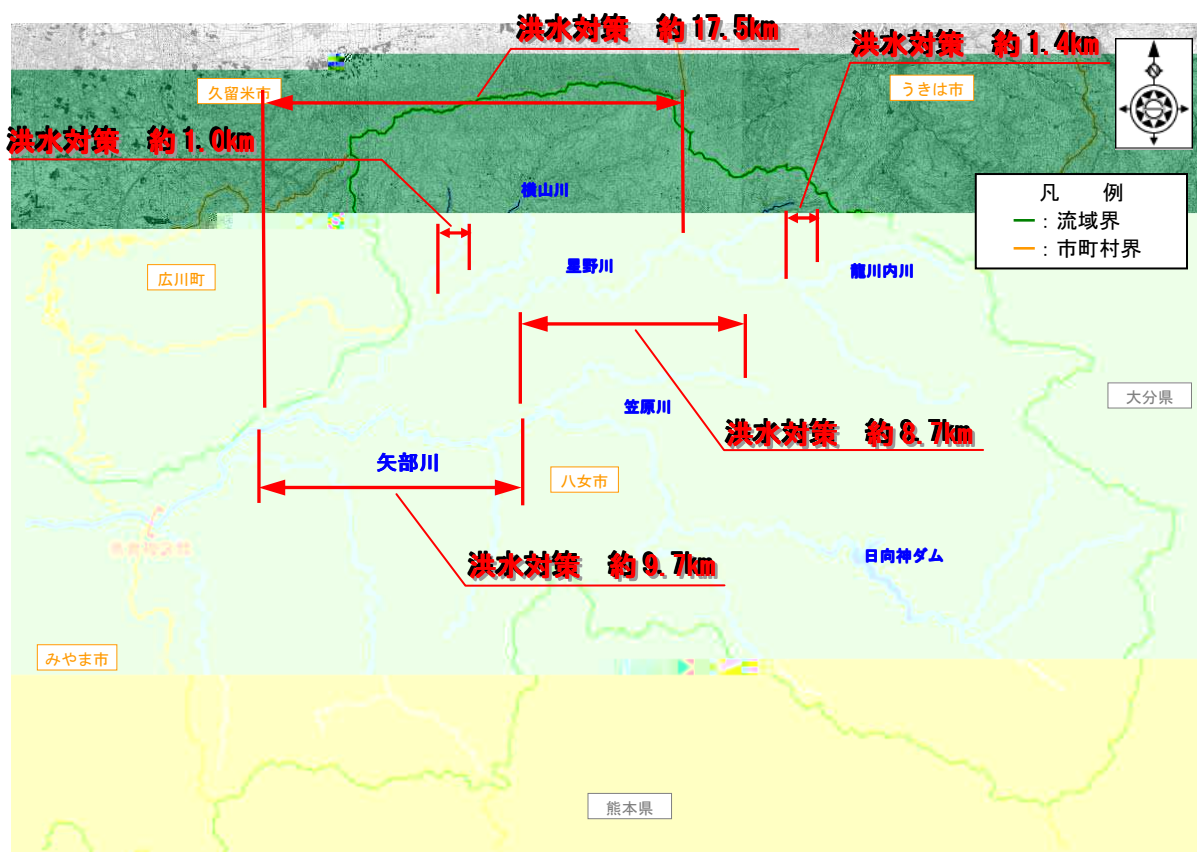 洪水対策　約17.5km
洪水対策　約1.4km
久留米市
うきは市
洪水対策　約1.0km
横山川
凡　例
：流域界
：市町村界
星野川
龍川内川
広川町
笠原川
大分県
洪水対策　約8.7km
矢部川
八女市
日向神ダム
洪水対策　約9.7km
みやま市
熊本県